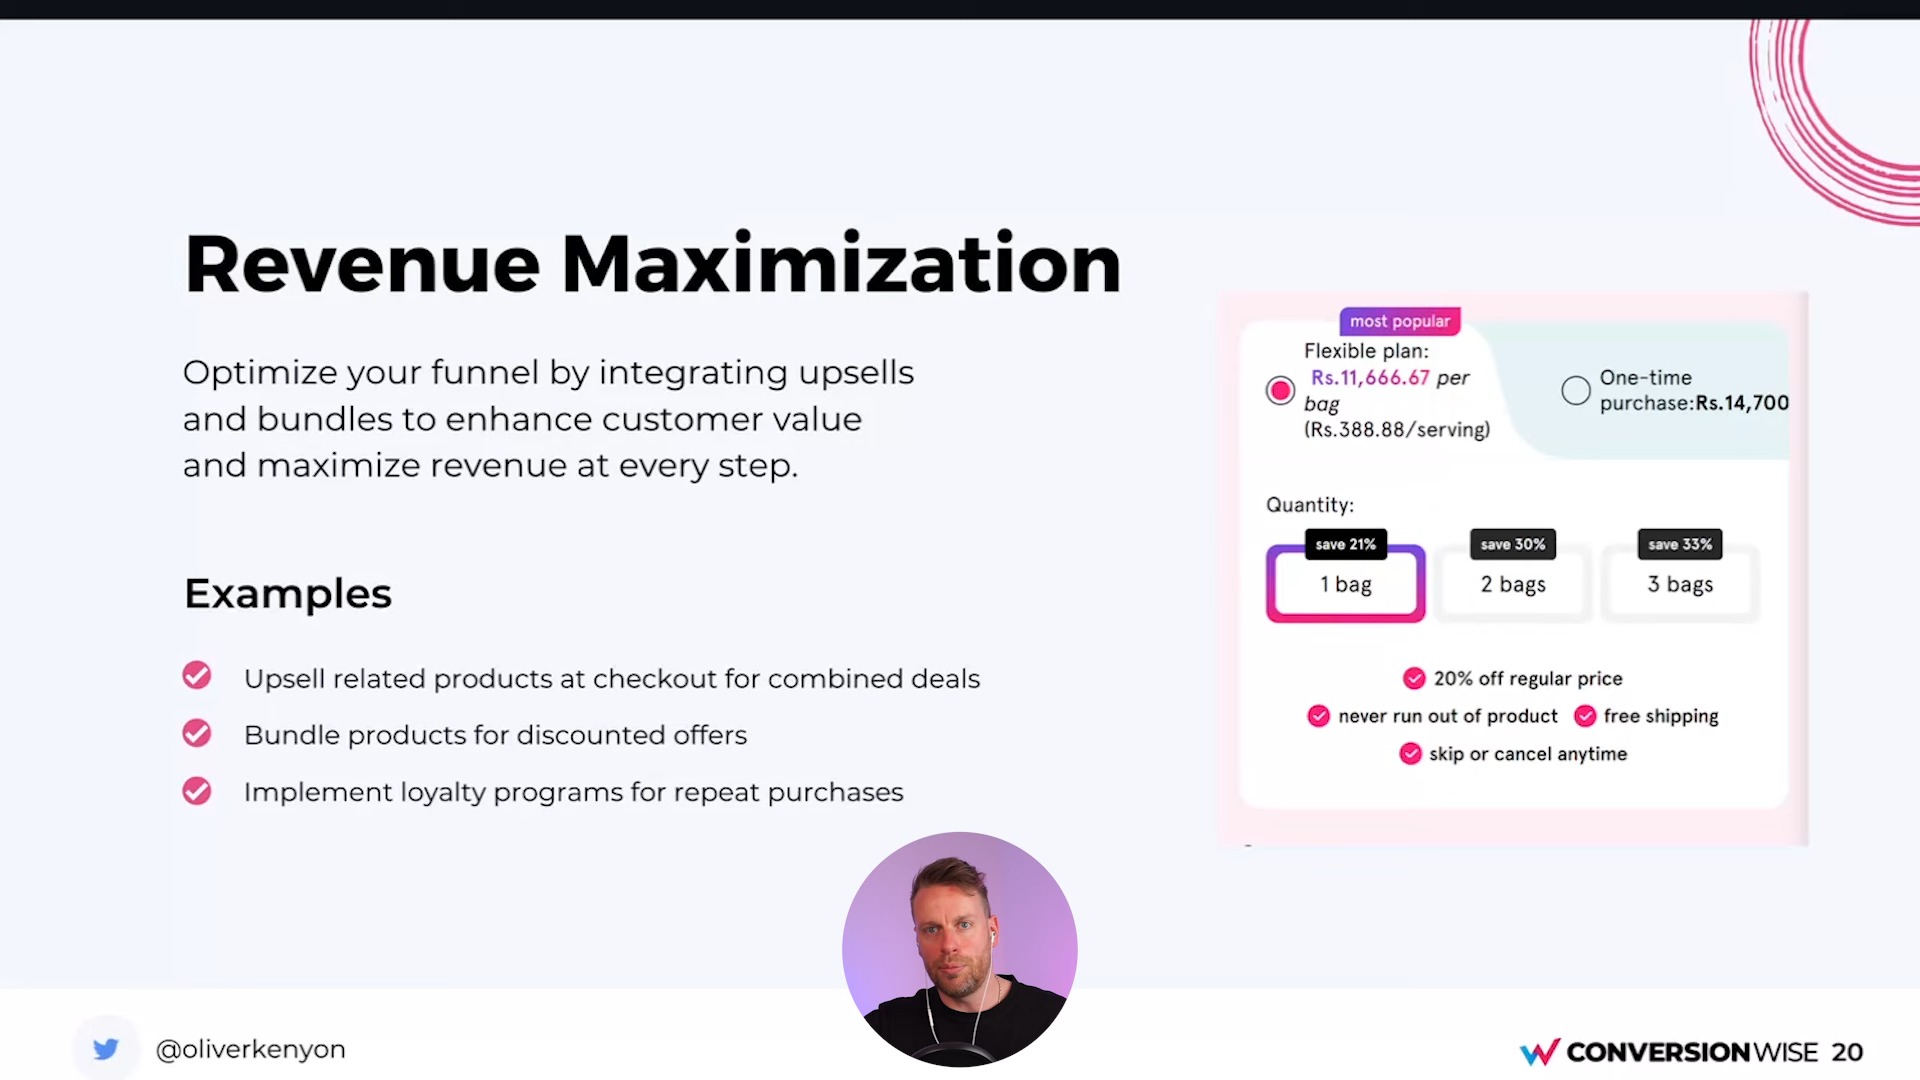 Revenue Maximization
Optimize your funnel by integrating upsells
and bundles to enhance customer value
and maximize revenue at every step.
Examples
Upsell related products at checkout for combined deals
Bundle products for discounted offers
Implement loyalty programs for repeat purchases
most popular
Flexible plan:
Rs.11,666.67 per
bag
(Rs.388.88/serving)
One-time
purchase:Rs.14,700
Quantity:
save 21%
1 bag
save 30%
2 bags
save 33%
3 bags
20% off regular price
never run out of product free shipping
skip or cancel anytime
@oliverkenyon
CONVERSIONWISE 20